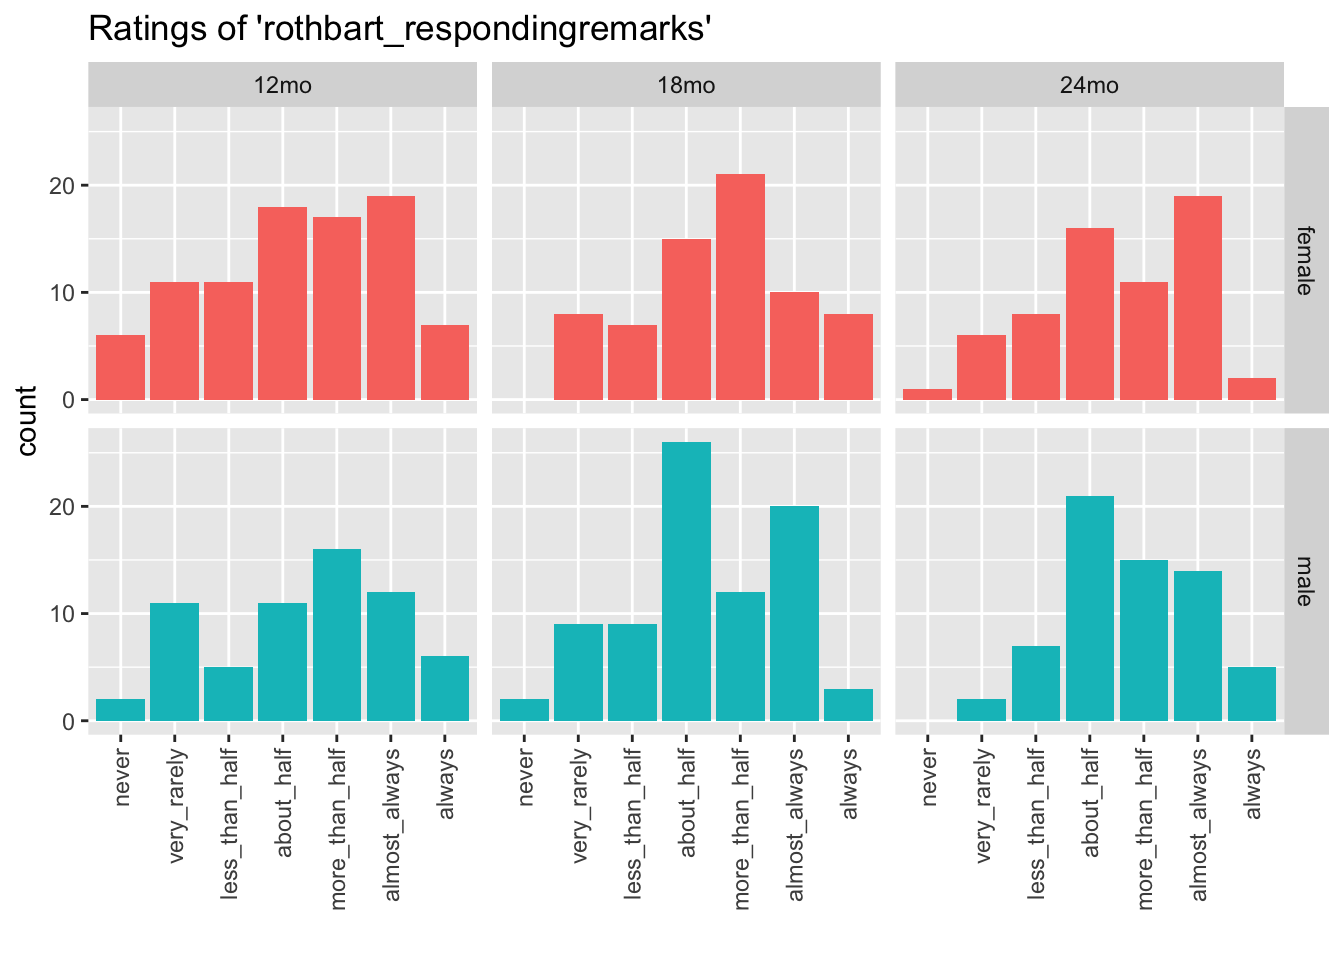 Ratings of 'rothbart_respondingremarks'
12mo 18mo 24mo
20
10
0
female
count
20
10
0
male
never very_rarely less_than_half about_half more_than_half almost_always always
never very_rarely less_than_half about_half more_than_half almost_always always
never very_rarely less_than_half about_half more_than_half almost_always always